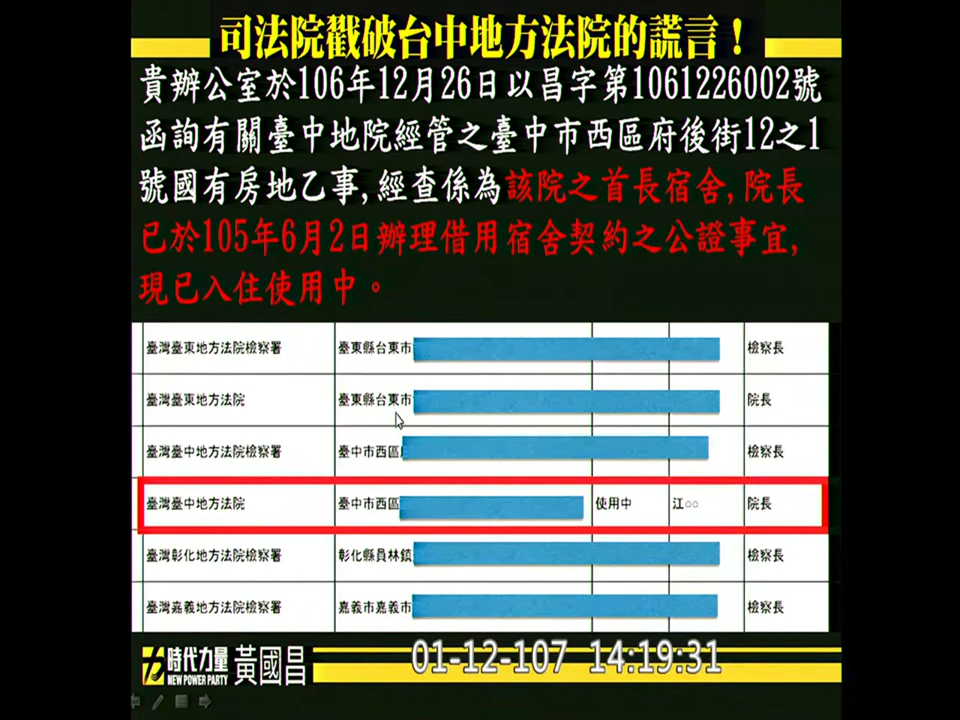 司法院戳破台中地方法院的謊言！
貴辦公室於106年12月26日以昌字第1061226002號
函詢有關臺中地院經管之臺中市西區府後街12之1
號國有房地乙事,經查係為該院之首長宿舍,院長
已於105年6月2日辦理借用宿舍契約之公證事宜,
現已入住使用中。
臺灣臺東地方法院檢察署 臺東縣台東市 檢察長
臺灣臺東地方法院 臺東縣台東市 院長
臺灣臺中地方法院檢察署 臺中市西區 檢察長
臺灣臺中地方法院 臺中市西區 使用中 江○○ 院長
臺灣彰化地方法院檢察署 彰化縣員林鎮 檢察長
臺灣嘉義地方法院檢察署 嘉義市嘉義市 檢察長
時代力量 黃國昌
NEW POWER PARTY
01-12-107 14:19:31